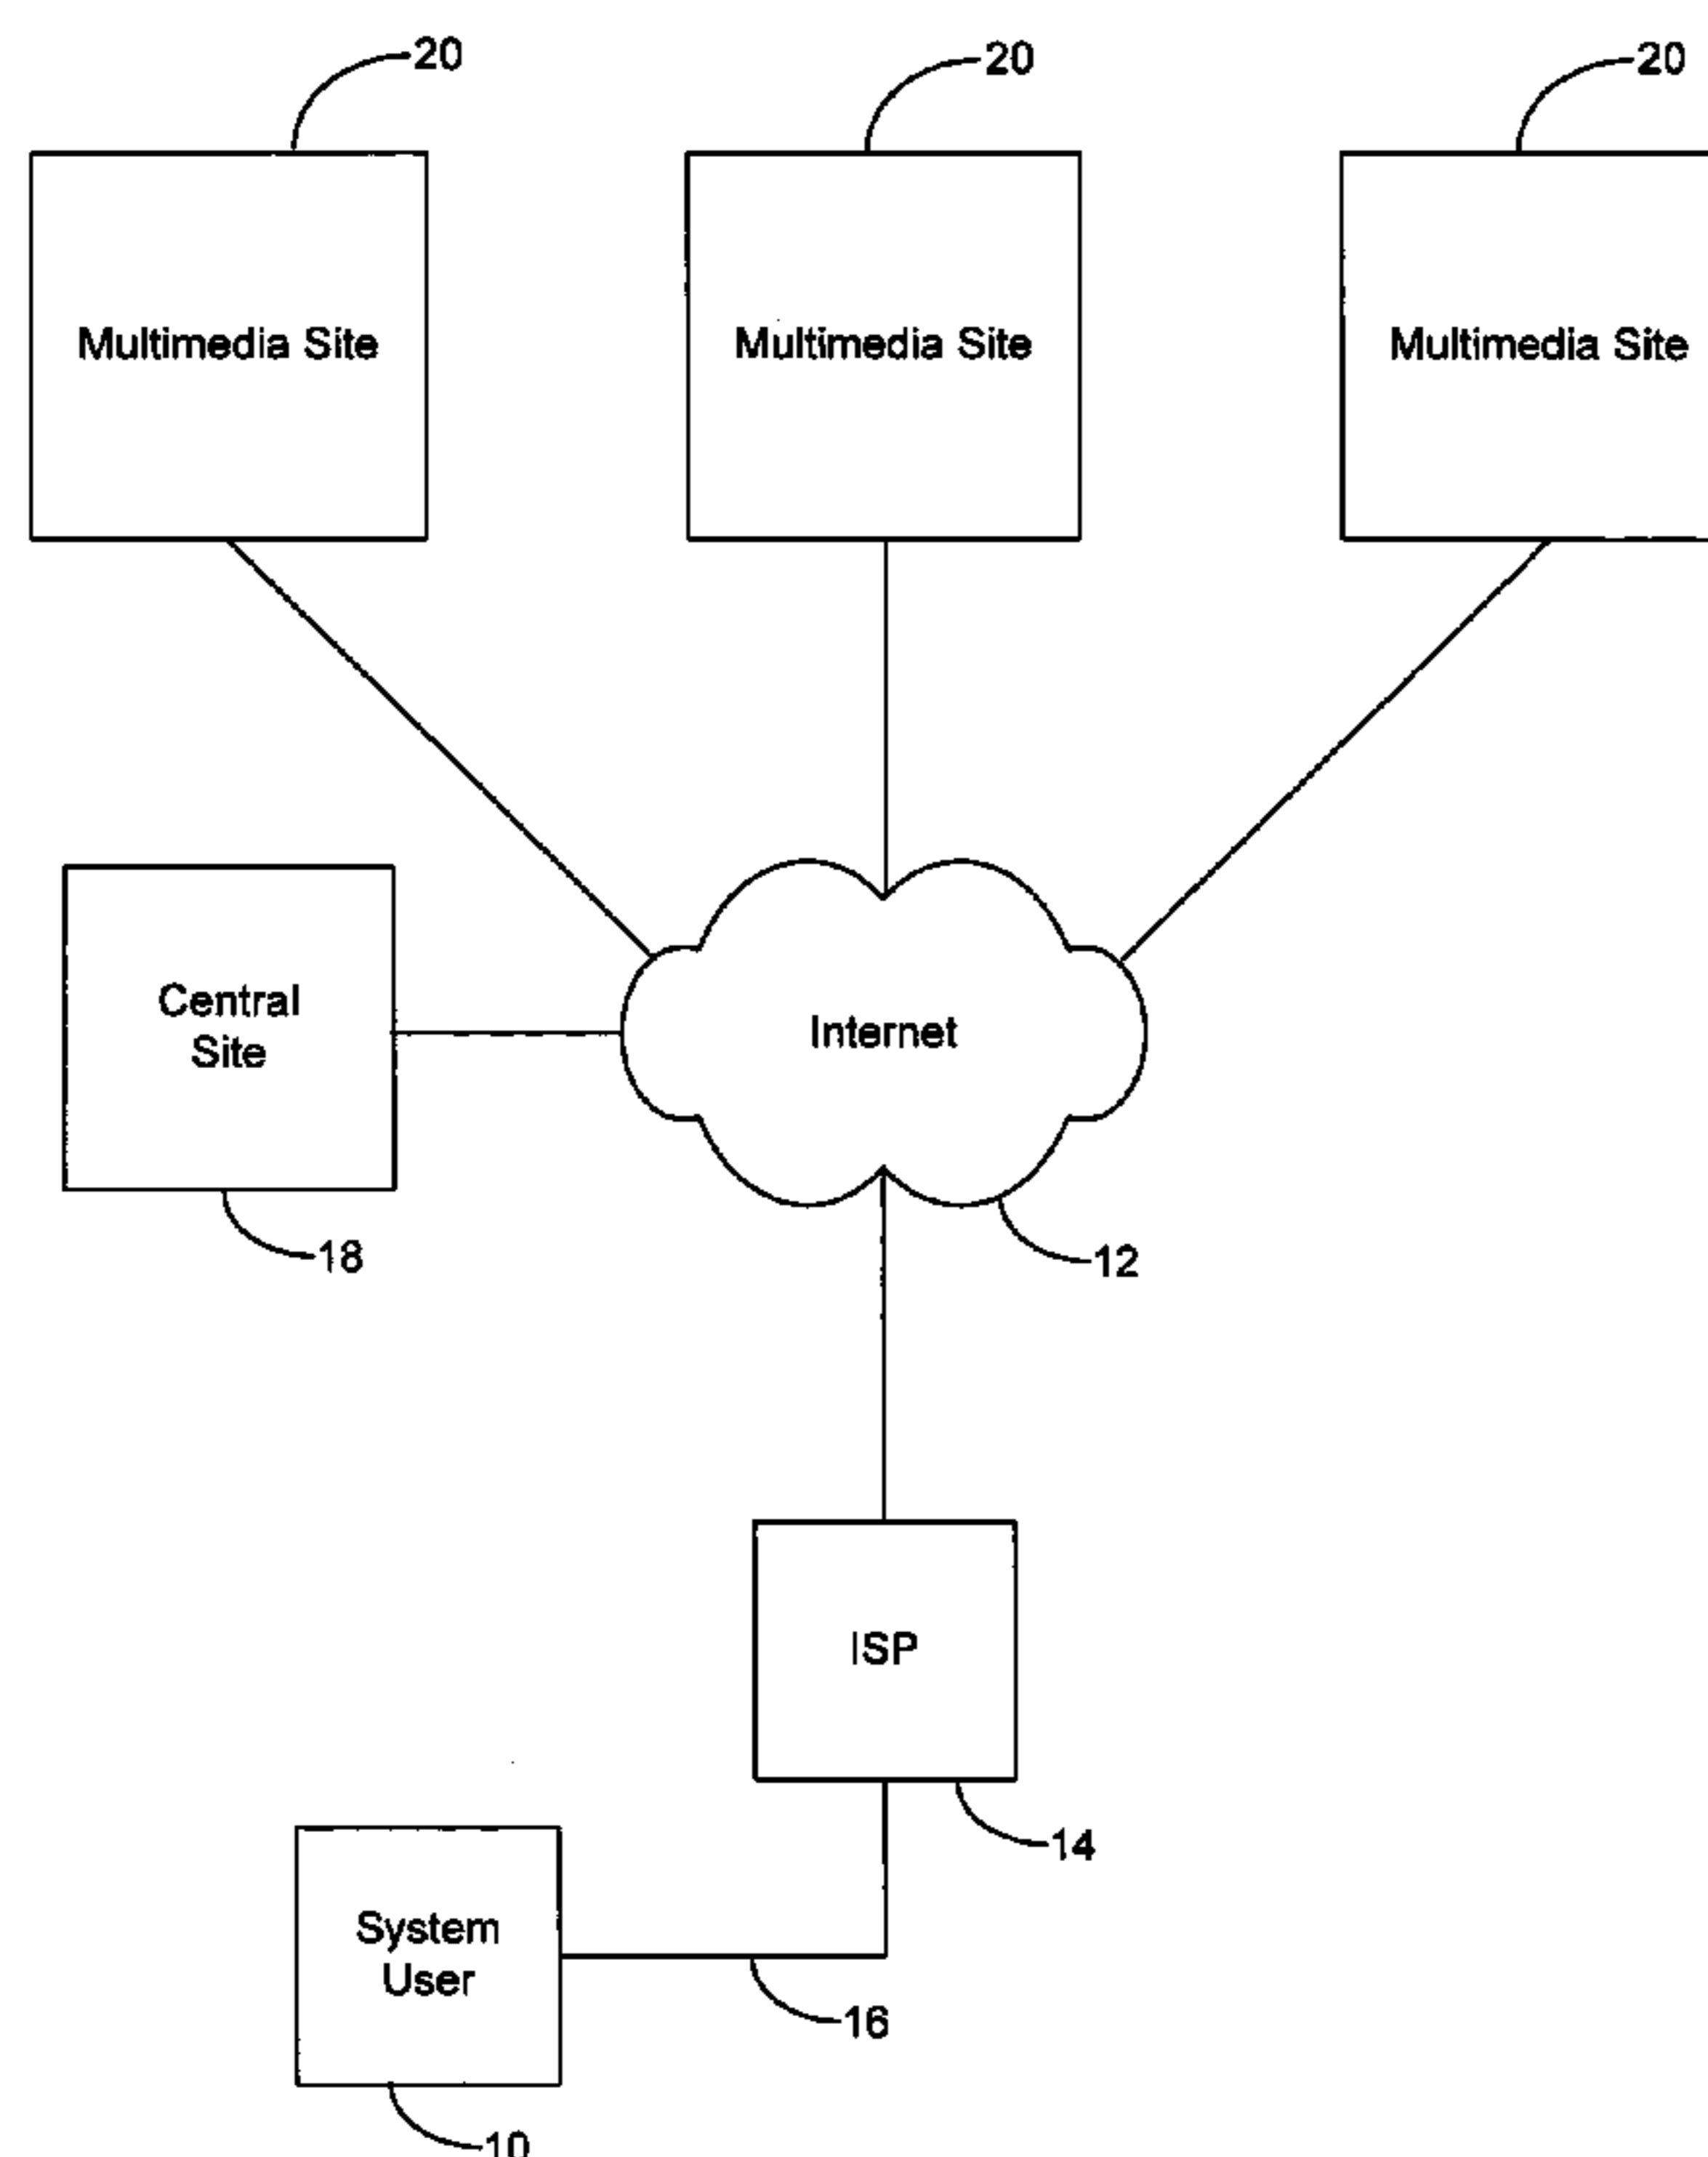 20
20
20
Multimedia Site
Multimedia Site
Multimedia Site
Central
Site
Internet
18
12
ISP
14
System
User
16
10